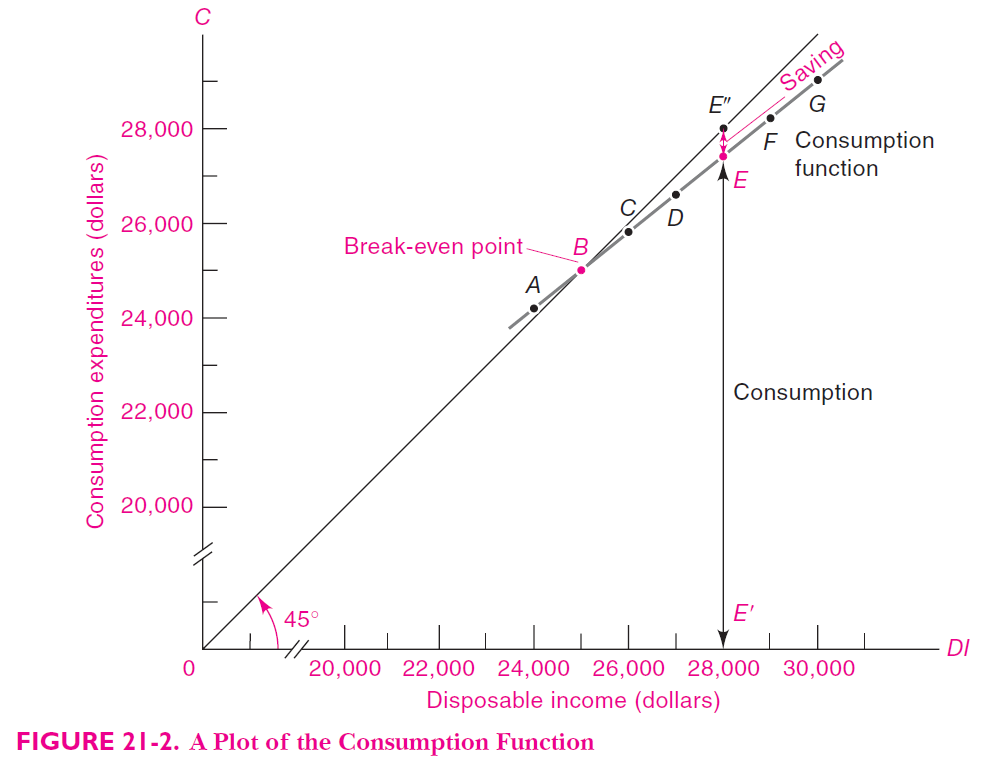 C
Saving
E″
G
28,000
F Consumption
function
E
C
D
26,000
Break-even point
B
A
24,000
Consumption expenditures (dollars)
Consumption
22,000
20,000
45°
E′
DI
0
20,000 22,000 24,000 26,000 28,000 30,000
Disposable income (dollars)
FIGURE 21-2. A Plot of the Consumption Function